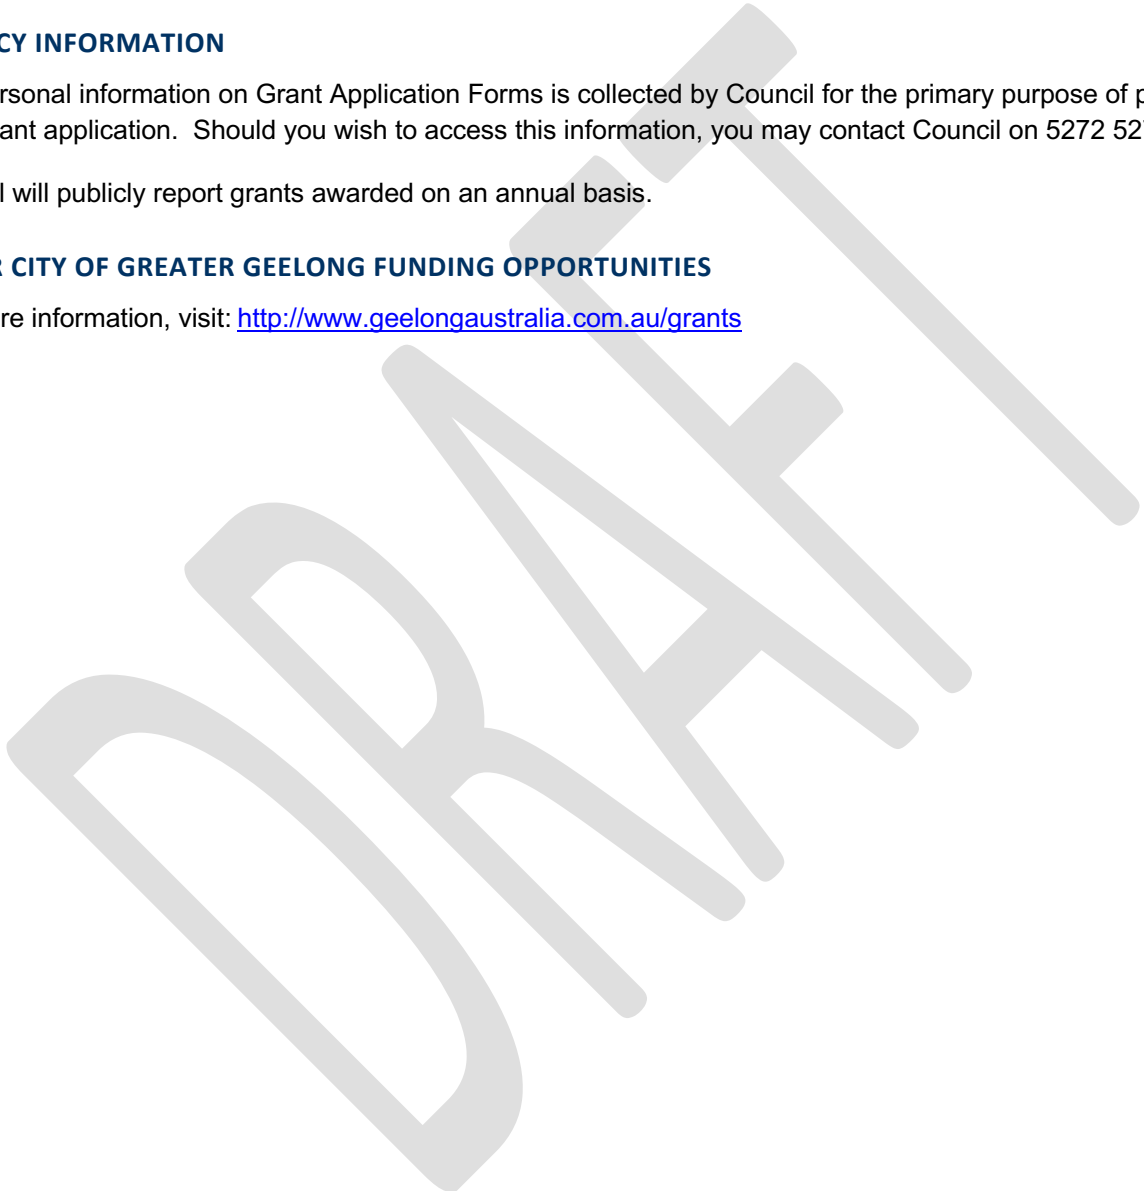 CY INFORMATION
ersonal information on Grant Application Forms is collected by Council for the primary purpose of p
ant application.  Should you wish to access this information, you may contact Council on 5272 52
l will publicly report grants awarded on an annual basis.
R CITY OF GREATER GEELONG FUNDING OPPORTUNITIES
re information, visit: http://www.geelongaustralia.com.au/grants
DRAFT